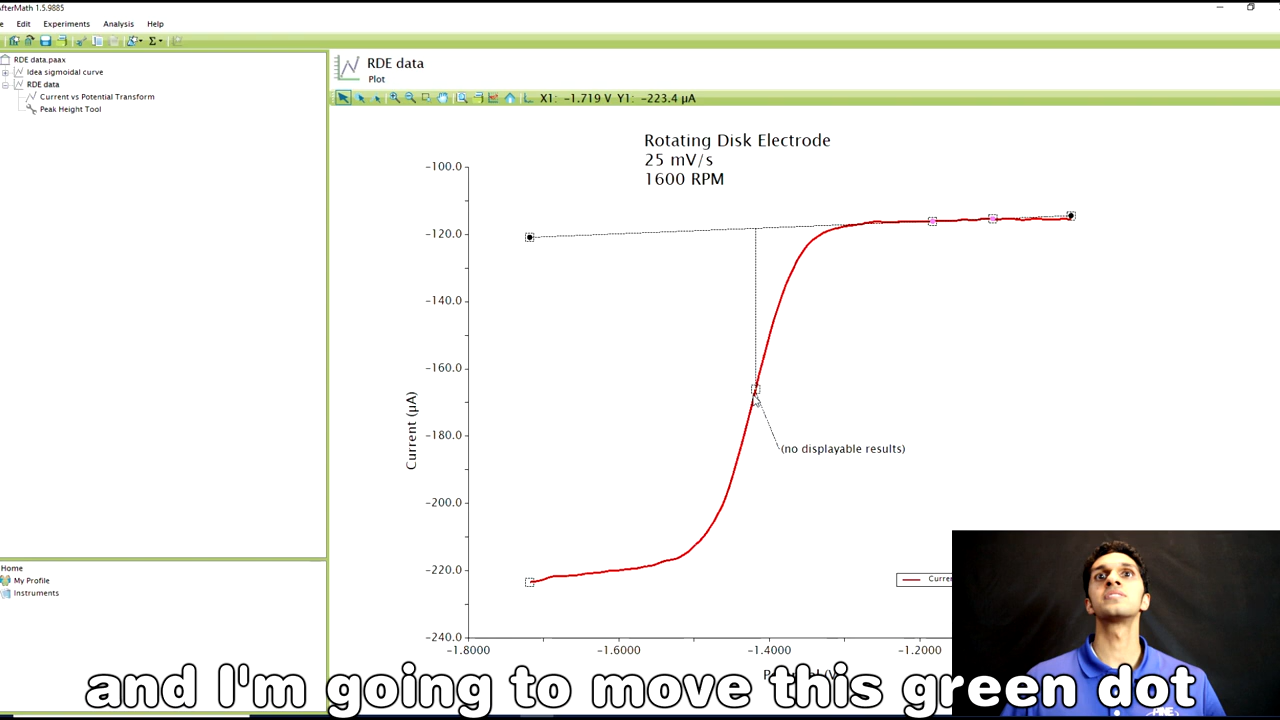 AfterMath 1.5.9885
Edit Experiments Analysis Help
RDE data.paax
Idea sigmoidal curve
RDE data
Current vs Potential Transform
Peak Height Tool
Home
My Profile
Instruments
RDE data
Plot
X1: -1.719 V Y1: -223.4 µA
Rotating Disk Electrode
25 mV/s
1600 RPM
-100.0
-120.0
-140.0
-160.0
-180.0
-200.0
-220.0
-240.0
Current (µA)
(no displayable results)
-1.8000 -1.6000 -1.4000 -1.2000
and I'm going to move this green dot
PINE